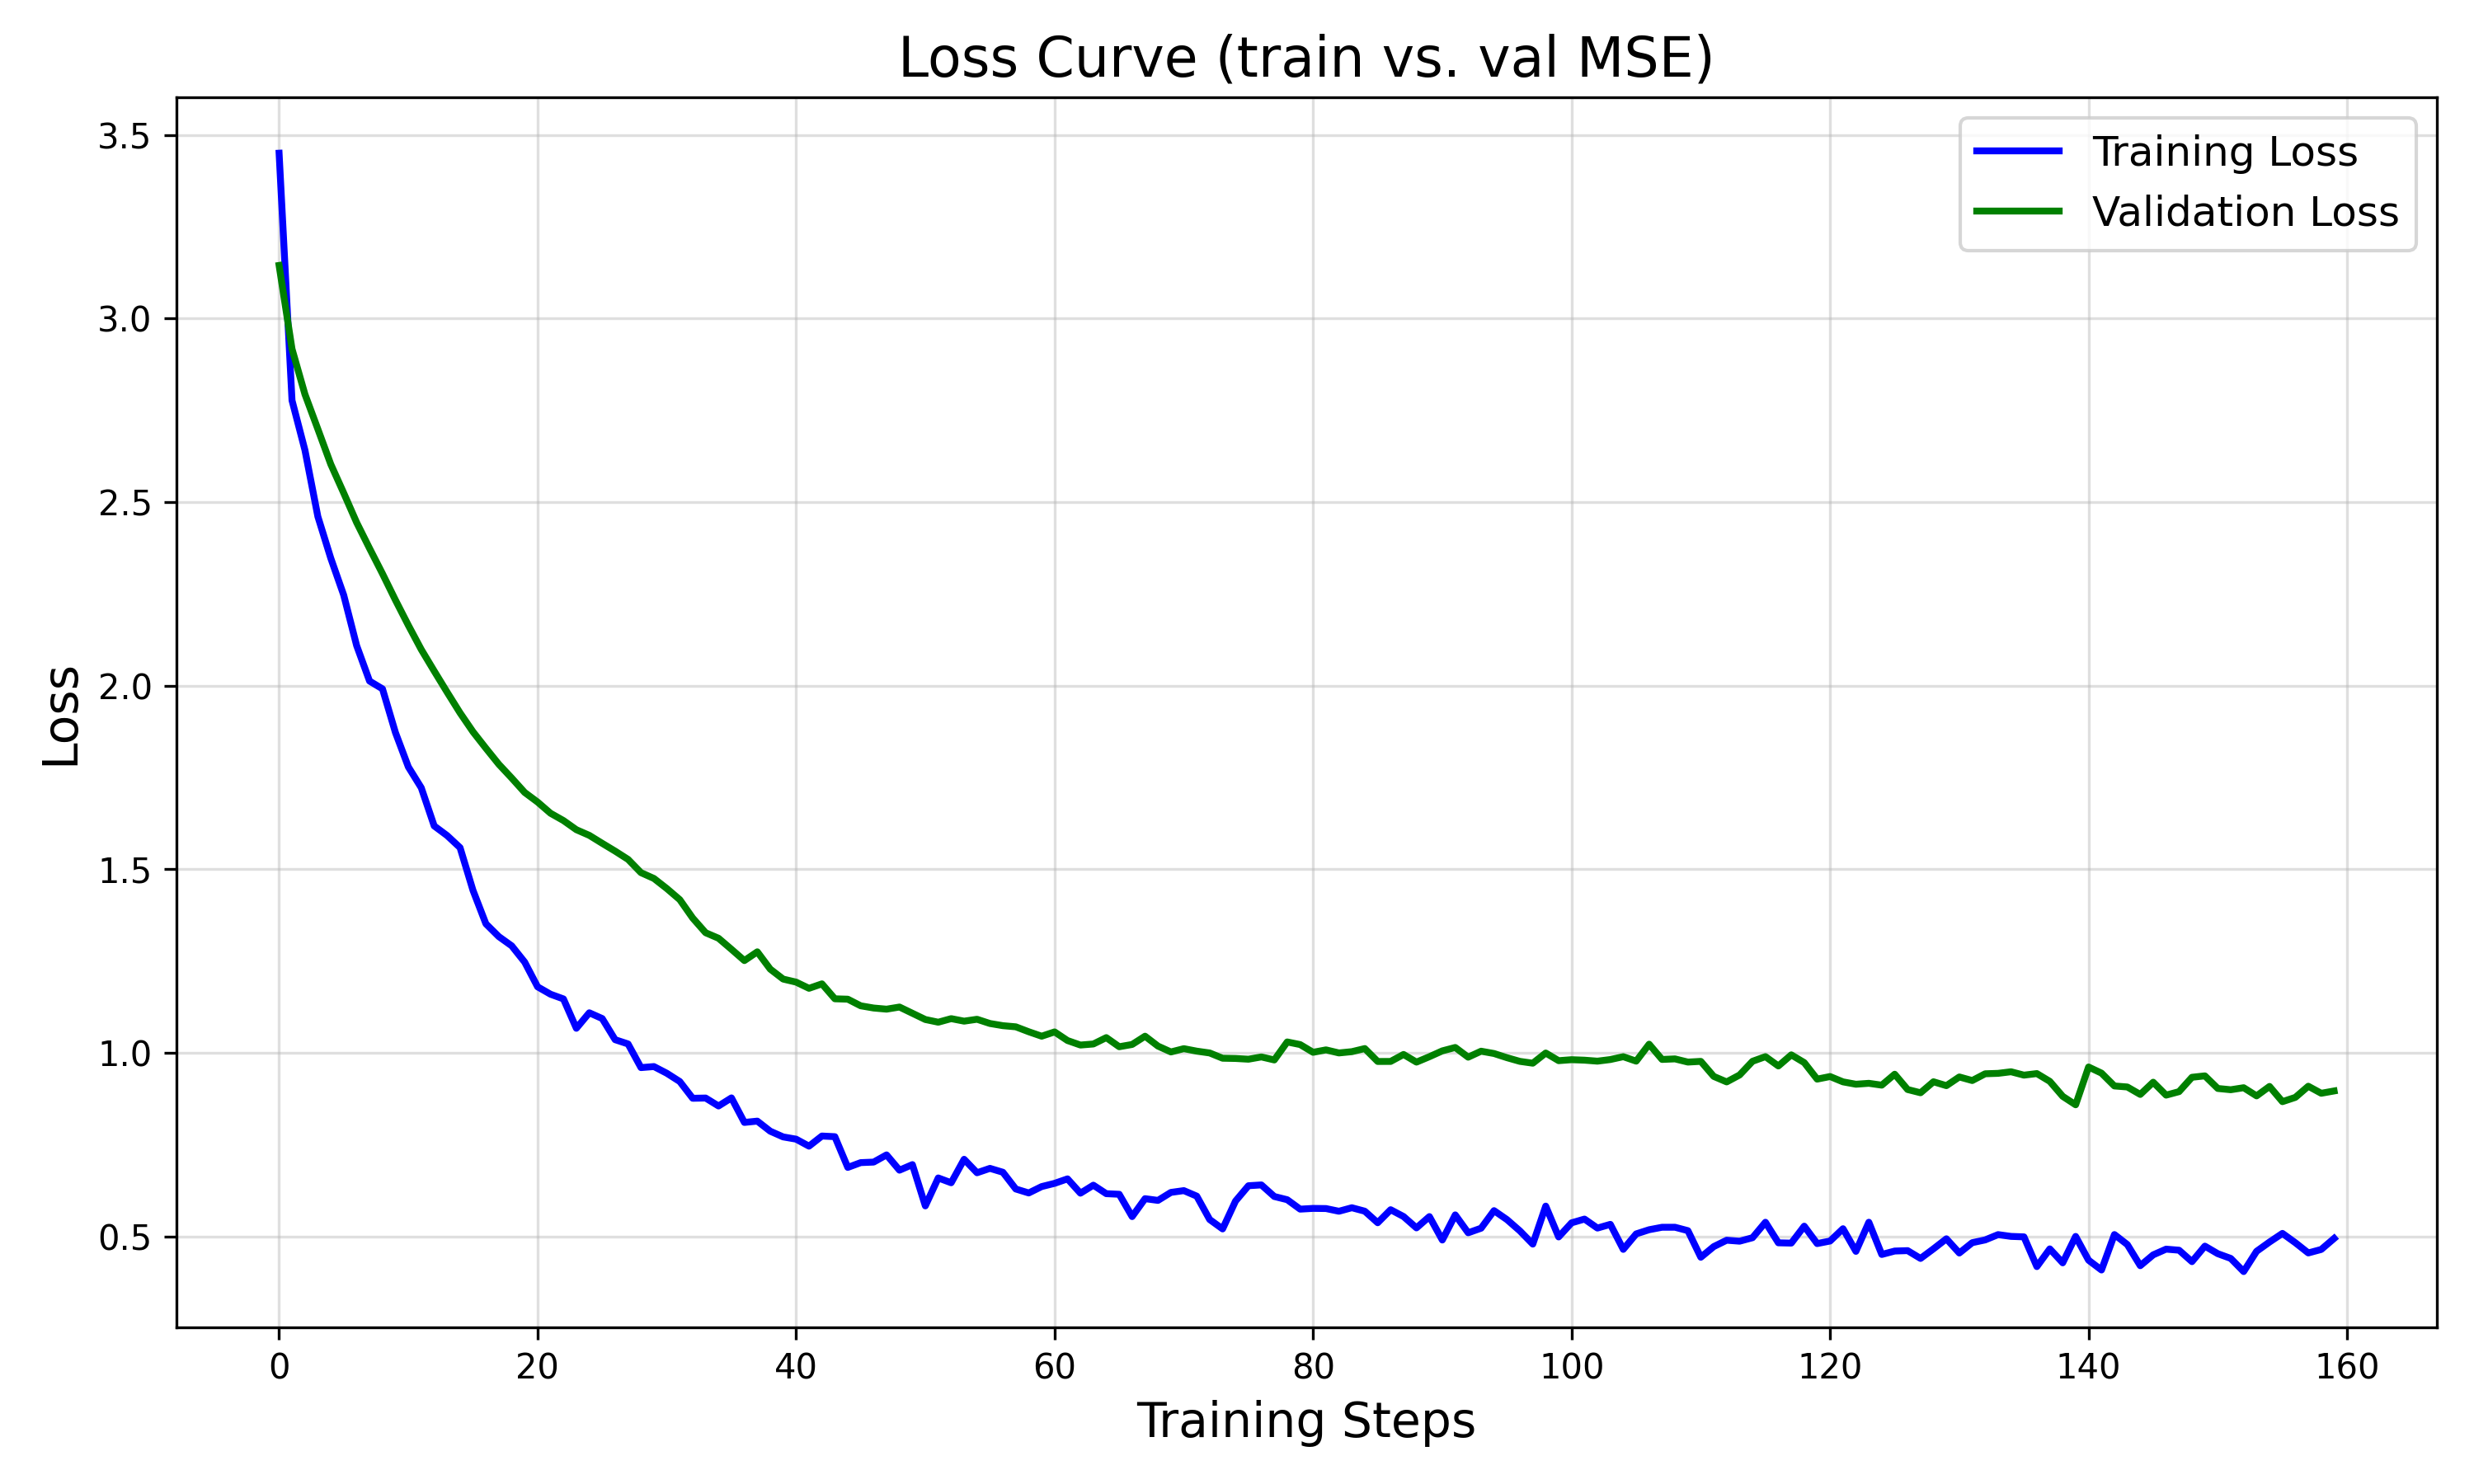 Loss Curve (train vs. val MSE)
Training Loss
Validation Loss
Loss
3.5
3.0
2.5
2.0
1.5
1.0
0.5
0 20 40 60 80 100 120 140 160
Training Steps